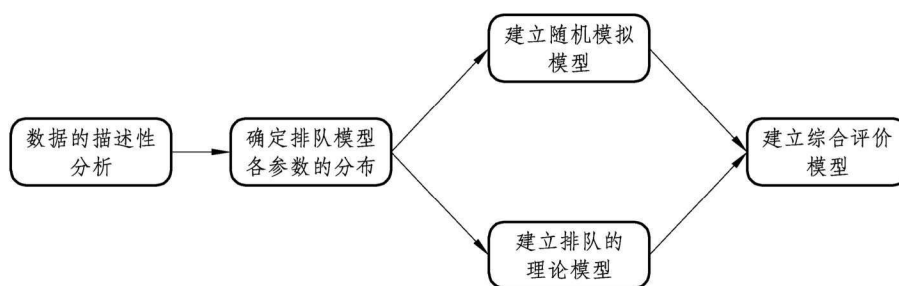 数据的描述性
分析
确定排队模型
各参数的分布
建立随机模拟
模型
建立排队的
理论模型
建立综合评价
模型